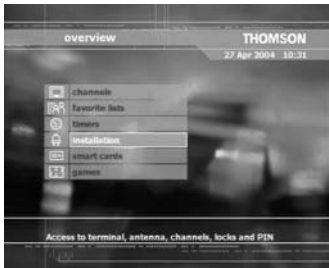 overview
THOMSON
27 Apr 2004 10:31
channels
favorite lists
timers
installation
smart cards
games
Access to terminal, antenna, channels, locks and PIN